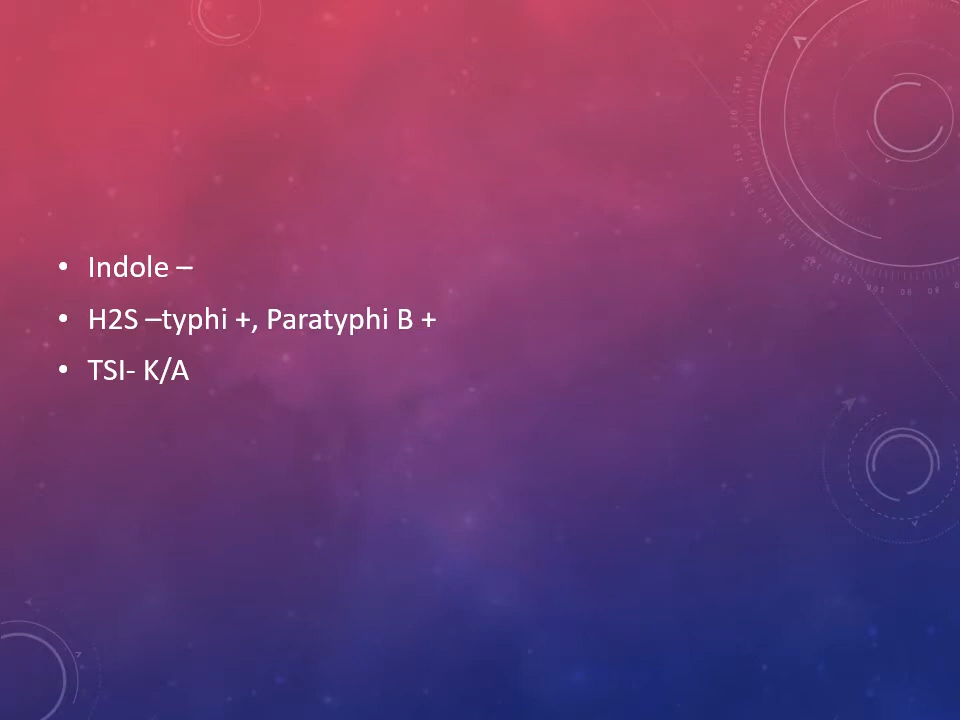 • Indole –
• H2S –typhi +, Paratyphi B +
• TSI- K/A